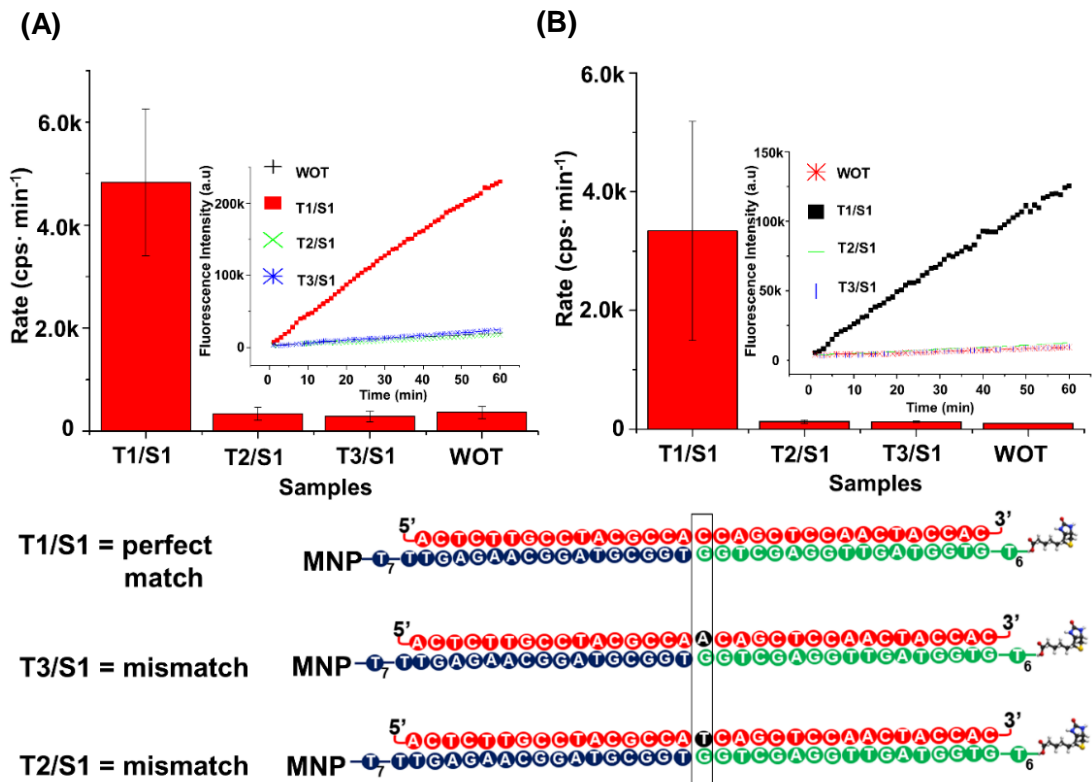 (A)
6.0k
4.0k
2.0k
0
Rate (cps· min⁻¹)
T1/S1 T2/S1 T3/S1 WOT
Samples
200k
100k
0
Fluorescence Intensity (a.u)
WOT
T1/S1
T2/S1
T3/S1
0 10 20 30 40 50 60
Time (min)
(B)
6.0k
4.0k
2.0k
0
Rate (cps· min⁻¹)
T1/S1 T2/S1 T3/S1 WOT
Samples
150k
100k
50k
0
Fluorescence Intensity (a.u)
WOT
T1/S1
T2/S1
T3/S1
0 10 20 30 40 50 60
Time (min)
T1/S1 = perfect
match
5' ACTCTTGCCTACGCCACCAGCTCCAACTACCAC 3'
MNP T7 TTGAGAACGGATGCGGTGGTCGAGGTTGATGGTG T6
T3/S1 = mismatch
5' ACTCTTGCCTACGCCAACAGCTCCAACTACCAC 3'
MNP T7 TTGAGAACGGATGCGGTGGTCGAGGTTGATGGTG T6
T2/S1 = mismatch
5' ACTCTTGCCTACGCCATCAGCTCCAACTACCAC 3'
MNP T7 TTGAGAACGGATGCGGTGGTCGAGGTTGATGGTG T6